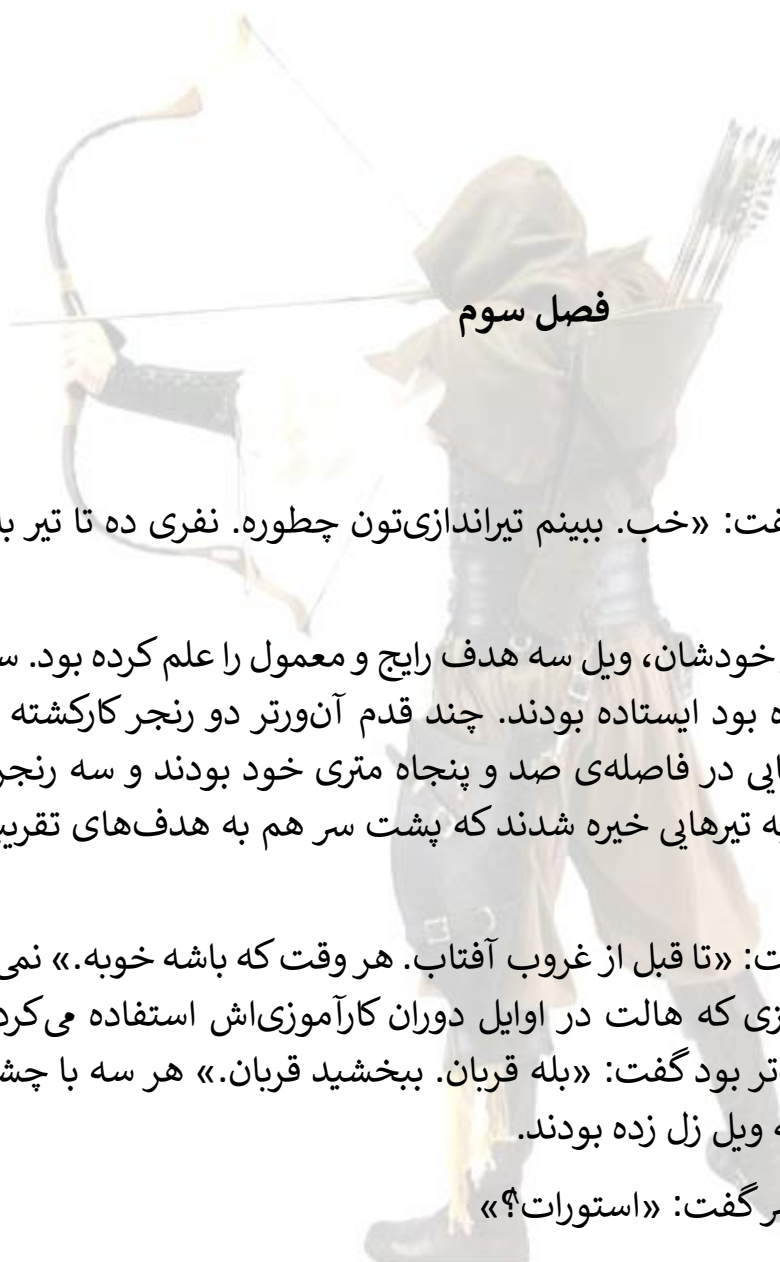 فصل سوم
فت: «خب. ببینم تیراندازی‌تون چطوره. نفری ده تا تیر
خودشان، ویل سه هدف رایج و معمول را علم کرده بود.
ه بود ایستاده بودند. چند قدم آن‌ورتر دو رنجر کارکشته
ایی در فاصله‌ی صد و پنجاه متری خود بودند و سه رنجر
ه تیرهایی خیره شدند که پشت سر هم به هدف‌های تقریب
ت: «تا قبل از غروب آفتاب. هر وقت که باشه خوبه.» نمی
زی که هالت در اوایل دوران کارآموزی‌اش استفاده می‌کرد
تر بود گفت: «بله قربان. ببخشید قربان.» هر سه با چش
ه ویل زل زده بودند.
ر گفت: «استورات؟»